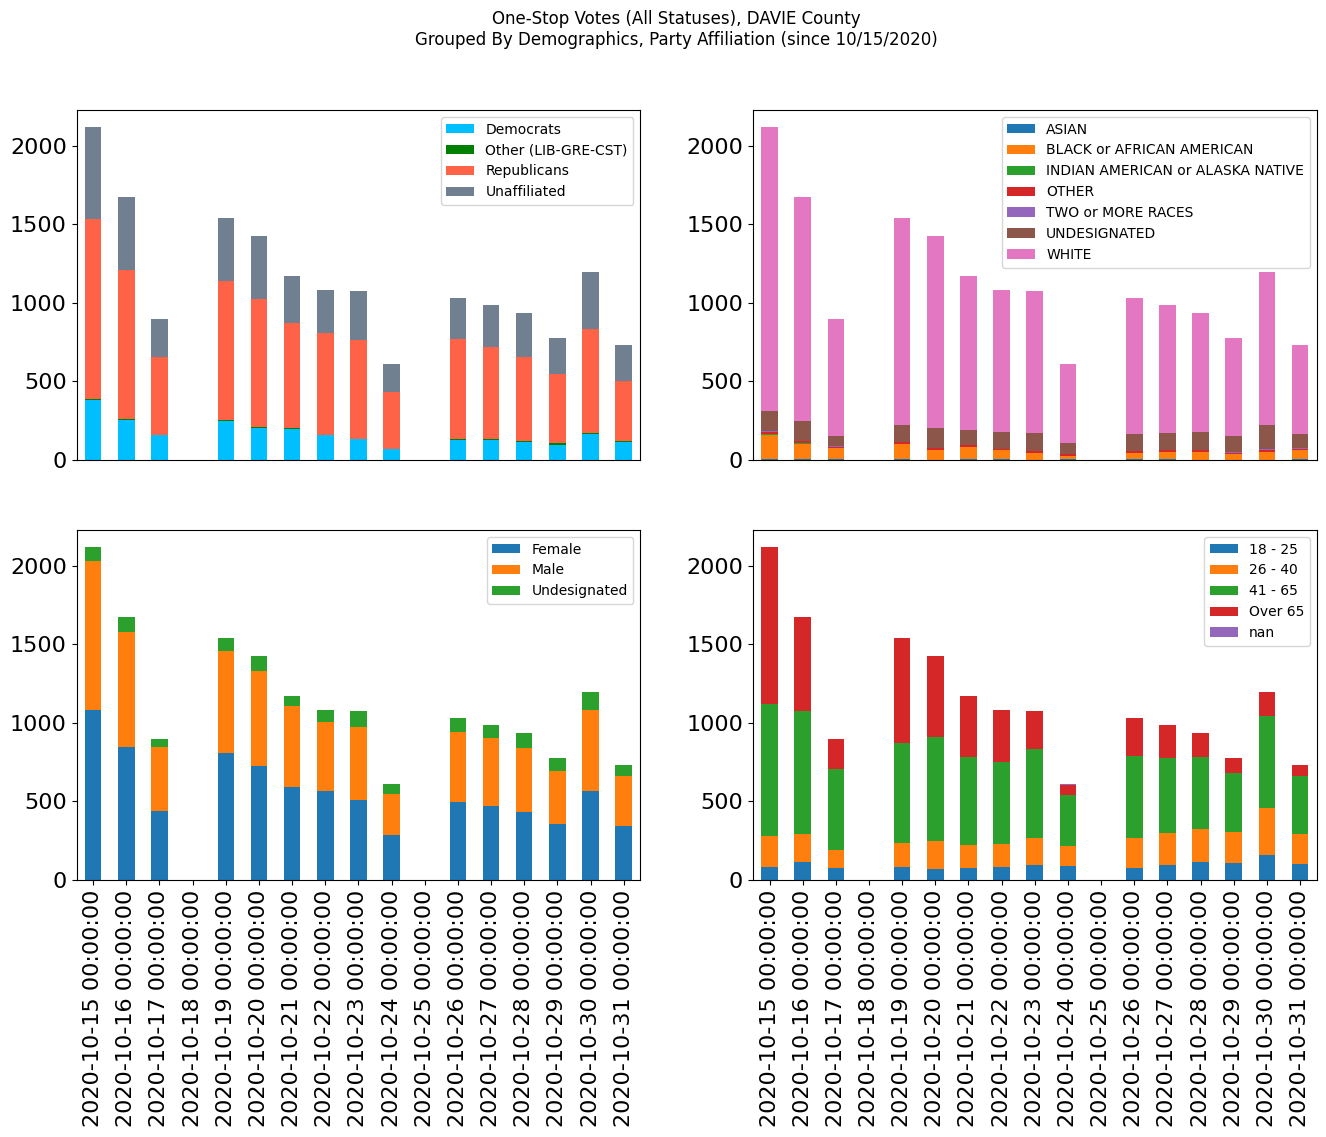 One-Stop Votes (All Statuses), DAVIE County
Grouped By Demographics, Party Affiliation (since 10/15/2020)
2000
1500
1000
500
0
Democrats
Other (LIB-GRE-CST)
Republicans
Unaffiliated
2000
1500
1000
500
0
ASIAN
BLACK or AFRICAN AMERICAN
INDIAN AMERICAN or ALASKA NATIVE
OTHER
TWO or MORE RACES
UNDESIGNATED
WHITE
2000
1500
1000
500
0
Female
Male
Undesignated
2020-10-15 00:00:00
2020-10-16 00:00:00
2020-10-17 00:00:00
2020-10-18 00:00:00
2020-10-19 00:00:00
2020-10-20 00:00:00
2020-10-21 00:00:00
2020-10-22 00:00:00
2020-10-23 00:00:00
2020-10-24 00:00:00
2020-10-25 00:00:00
2020-10-26 00:00:00
2020-10-27 00:00:00
2020-10-28 00:00:00
2020-10-29 00:00:00
2020-10-30 00:00:00
2020-10-31 00:00:00
2000
1500
1000
500
0
18 - 25
26 - 40
41 - 65
Over 65
nan
2020-10-15 00:00:00
2020-10-16 00:00:00
2020-10-17 00:00:00
2020-10-18 00:00:00
2020-10-19 00:00:00
2020-10-20 00:00:00
2020-10-21 00:00:00
2020-10-22 00:00:00
2020-10-23 00:00:00
2020-10-24 00:00:00
2020-10-25 00:00:00
2020-10-26 00:00:00
2020-10-27 00:00:00
2020-10-28 00:00:00
2020-10-29 00:00:00
2020-10-30 00:00:00
2020-10-31 00:00:00